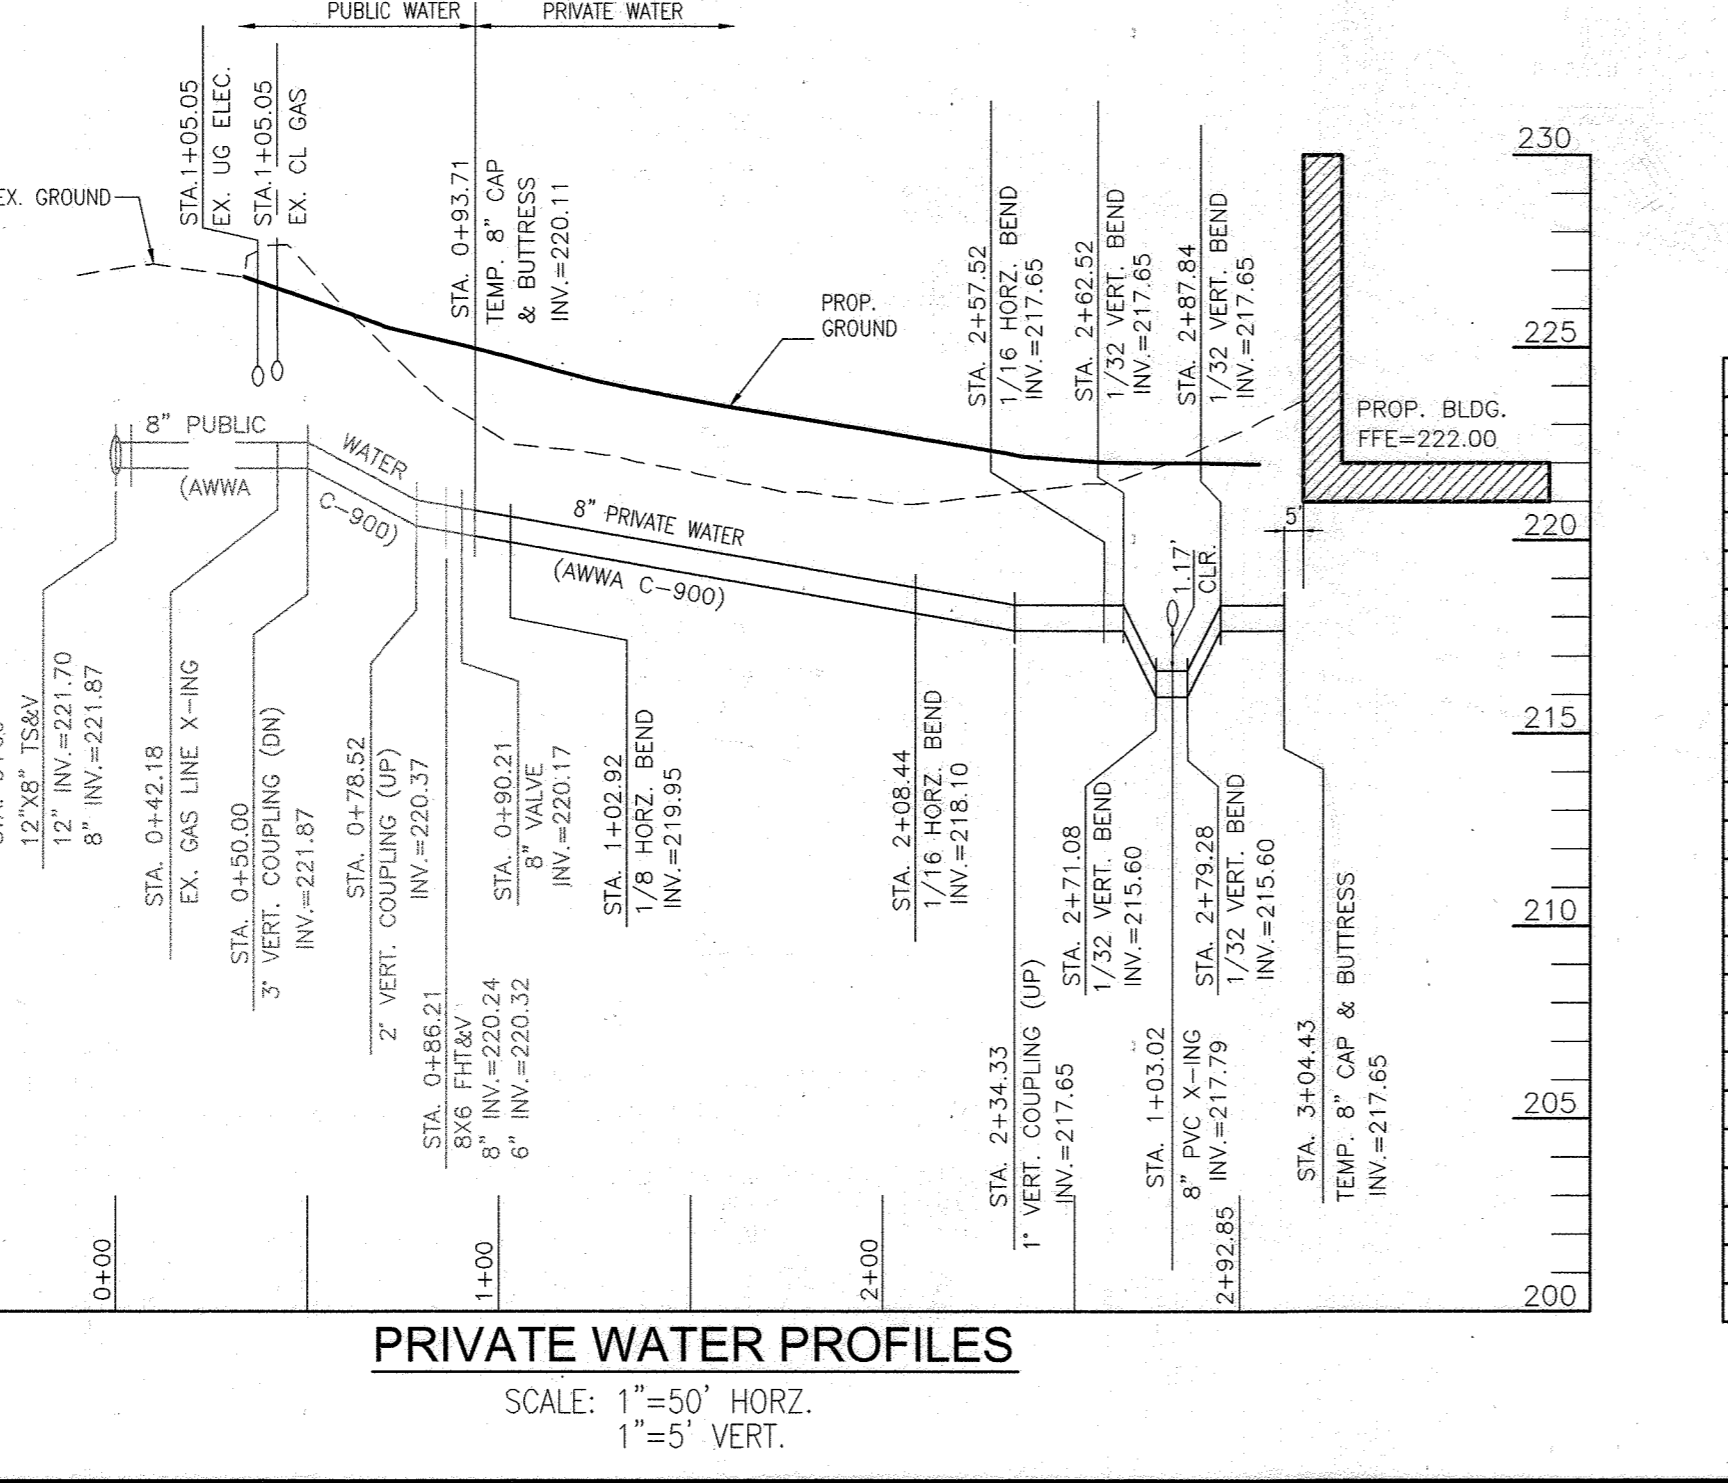 PUBLIC WATER
PRIVATE WATER
STA.1+05.05
EX. UG ELEC.
STA.1+05.05
EX. CL GAS
EX. GROUND
STA. 0+93.71
TEMP. 8" CAP
& BUTTRESS
INV.=220.11
PROP.
GROUND
STA. 2+57.52
1/16 HORZ. BEND
INV.=217.65
STA. 2+62.52
1/32 VERT. BEND
INV.=217.65
STA. 2+87.84
1/32 VERT. BEND
INV.=217.65
230
225
220
215
210
205
200
PROP. BLDG.
FFE=222.00
5'
1.17'
CLR.
8" PUBLIC
WATER
(AWWA
C-900)
8" PRIVATE WATER
(AWWA C-900)
12"X8" TS&V
12" INV.=221.70
8" INV.=221.87
STA. 0+42.18
EX. GAS LINE X-ING
STA. 0+50.00
3° VERT. COUPLING (DN)
INV.=221.87
STA. 0+78.52
2° VERT. COUPLING (UP)
INV.=220.37
STA. 0+86.21
8X6 FHT&V
8" INV.=220.24
6" INV.=220.32
STA. 0+90.21
8" VALVE
INV.=220.17
STA. 1+02.92
1/8 HORZ. BEND
INV.=219.95
STA. 2+08.44
1/16 HORZ. BEND
INV.=218.10
STA. 2+34.33
1° VERT. COUPLING (UP)
INV.=217.65
STA. 2+71.08
1/32 VERT. BEND
INV.=215.60
STA. 1+03.02
8" PVC X-ING
INV.=217.79
STA. 2+79.28
1/32 VERT. BEND
INV.=215.60
STA. 3+04.43
TEMP. 8" CAP & BUTTRESS
INV.=217.65
0+00
1+00
2+00
2+92.85
PRIVATE WATER PROFILES
SCALE: 1"=50' HORZ.
1"=5' VERT.